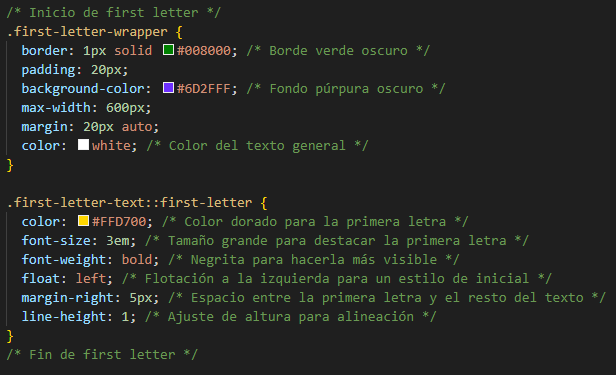 /* Inicio de first letter */
.first-letter-wrapper {
  border: 1px solid #008000; /* Borde verde oscuro */
  padding: 20px;
  background-color: #6D2FFF; /* Fondo púrpura oscuro */
  max-width: 600px;
  margin: 20px auto;
  color: white; /* Color del texto general */
}

.first-letter-text::first-letter {
  color: #FFD700; /* Color dorado para la primera letra */
  font-size: 3em; /* Tamaño grande para destacar la primera letra */
  font-weight: bold; /* Negrita para hacerla más visible */
  float: left; /* Flotación a la izquierda para un estilo de inicial */
  margin-right: 5px; /* Espacio entre la primera letra y el resto del texto */
  line-height: 1; /* Ajuste de altura para alineación */
}
/* Fin de first letter */